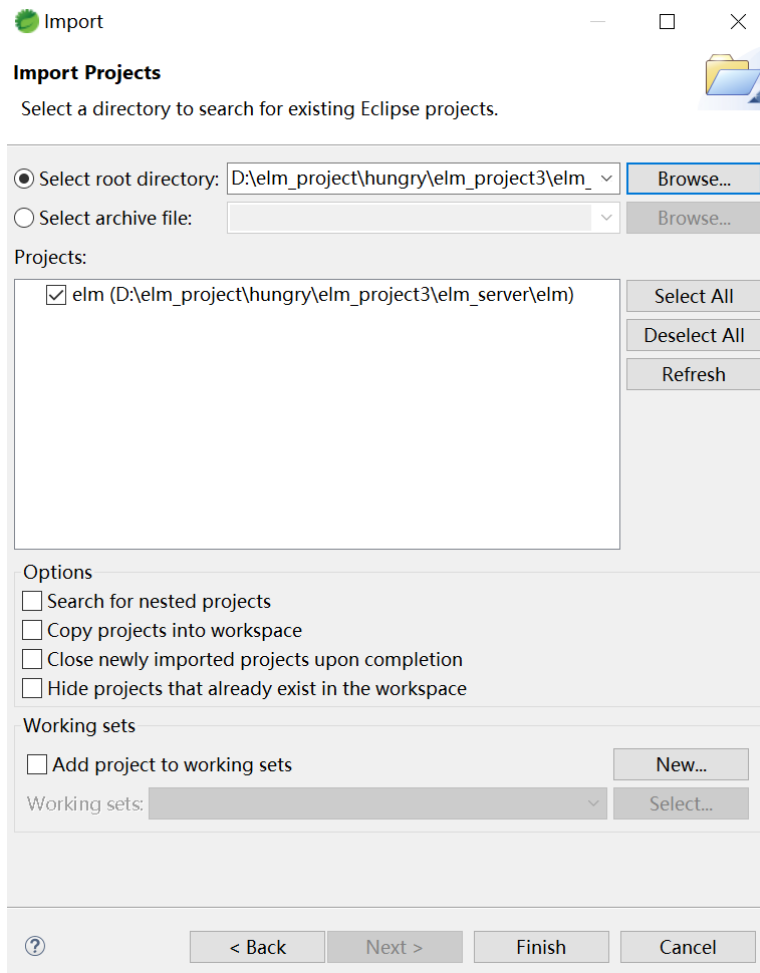 Import
Import Projects
Select a directory to search for existing Eclipse projects.
Select root directory: D:\elm_project\hungry\elm_project3\elm_ Browse...
Select archive file: Browse...
Projects:
elm (D:\elm_project\hungry\elm_project3\elm_server\elm)
Select All
Deselect All
Refresh
Options
Search for nested projects
Copy projects into workspace
Close newly imported projects upon completion
Hide projects that already exist in the workspace
Working sets
Add project to working sets New...
Working sets: Select...
? < Back Next > Finish Cancel